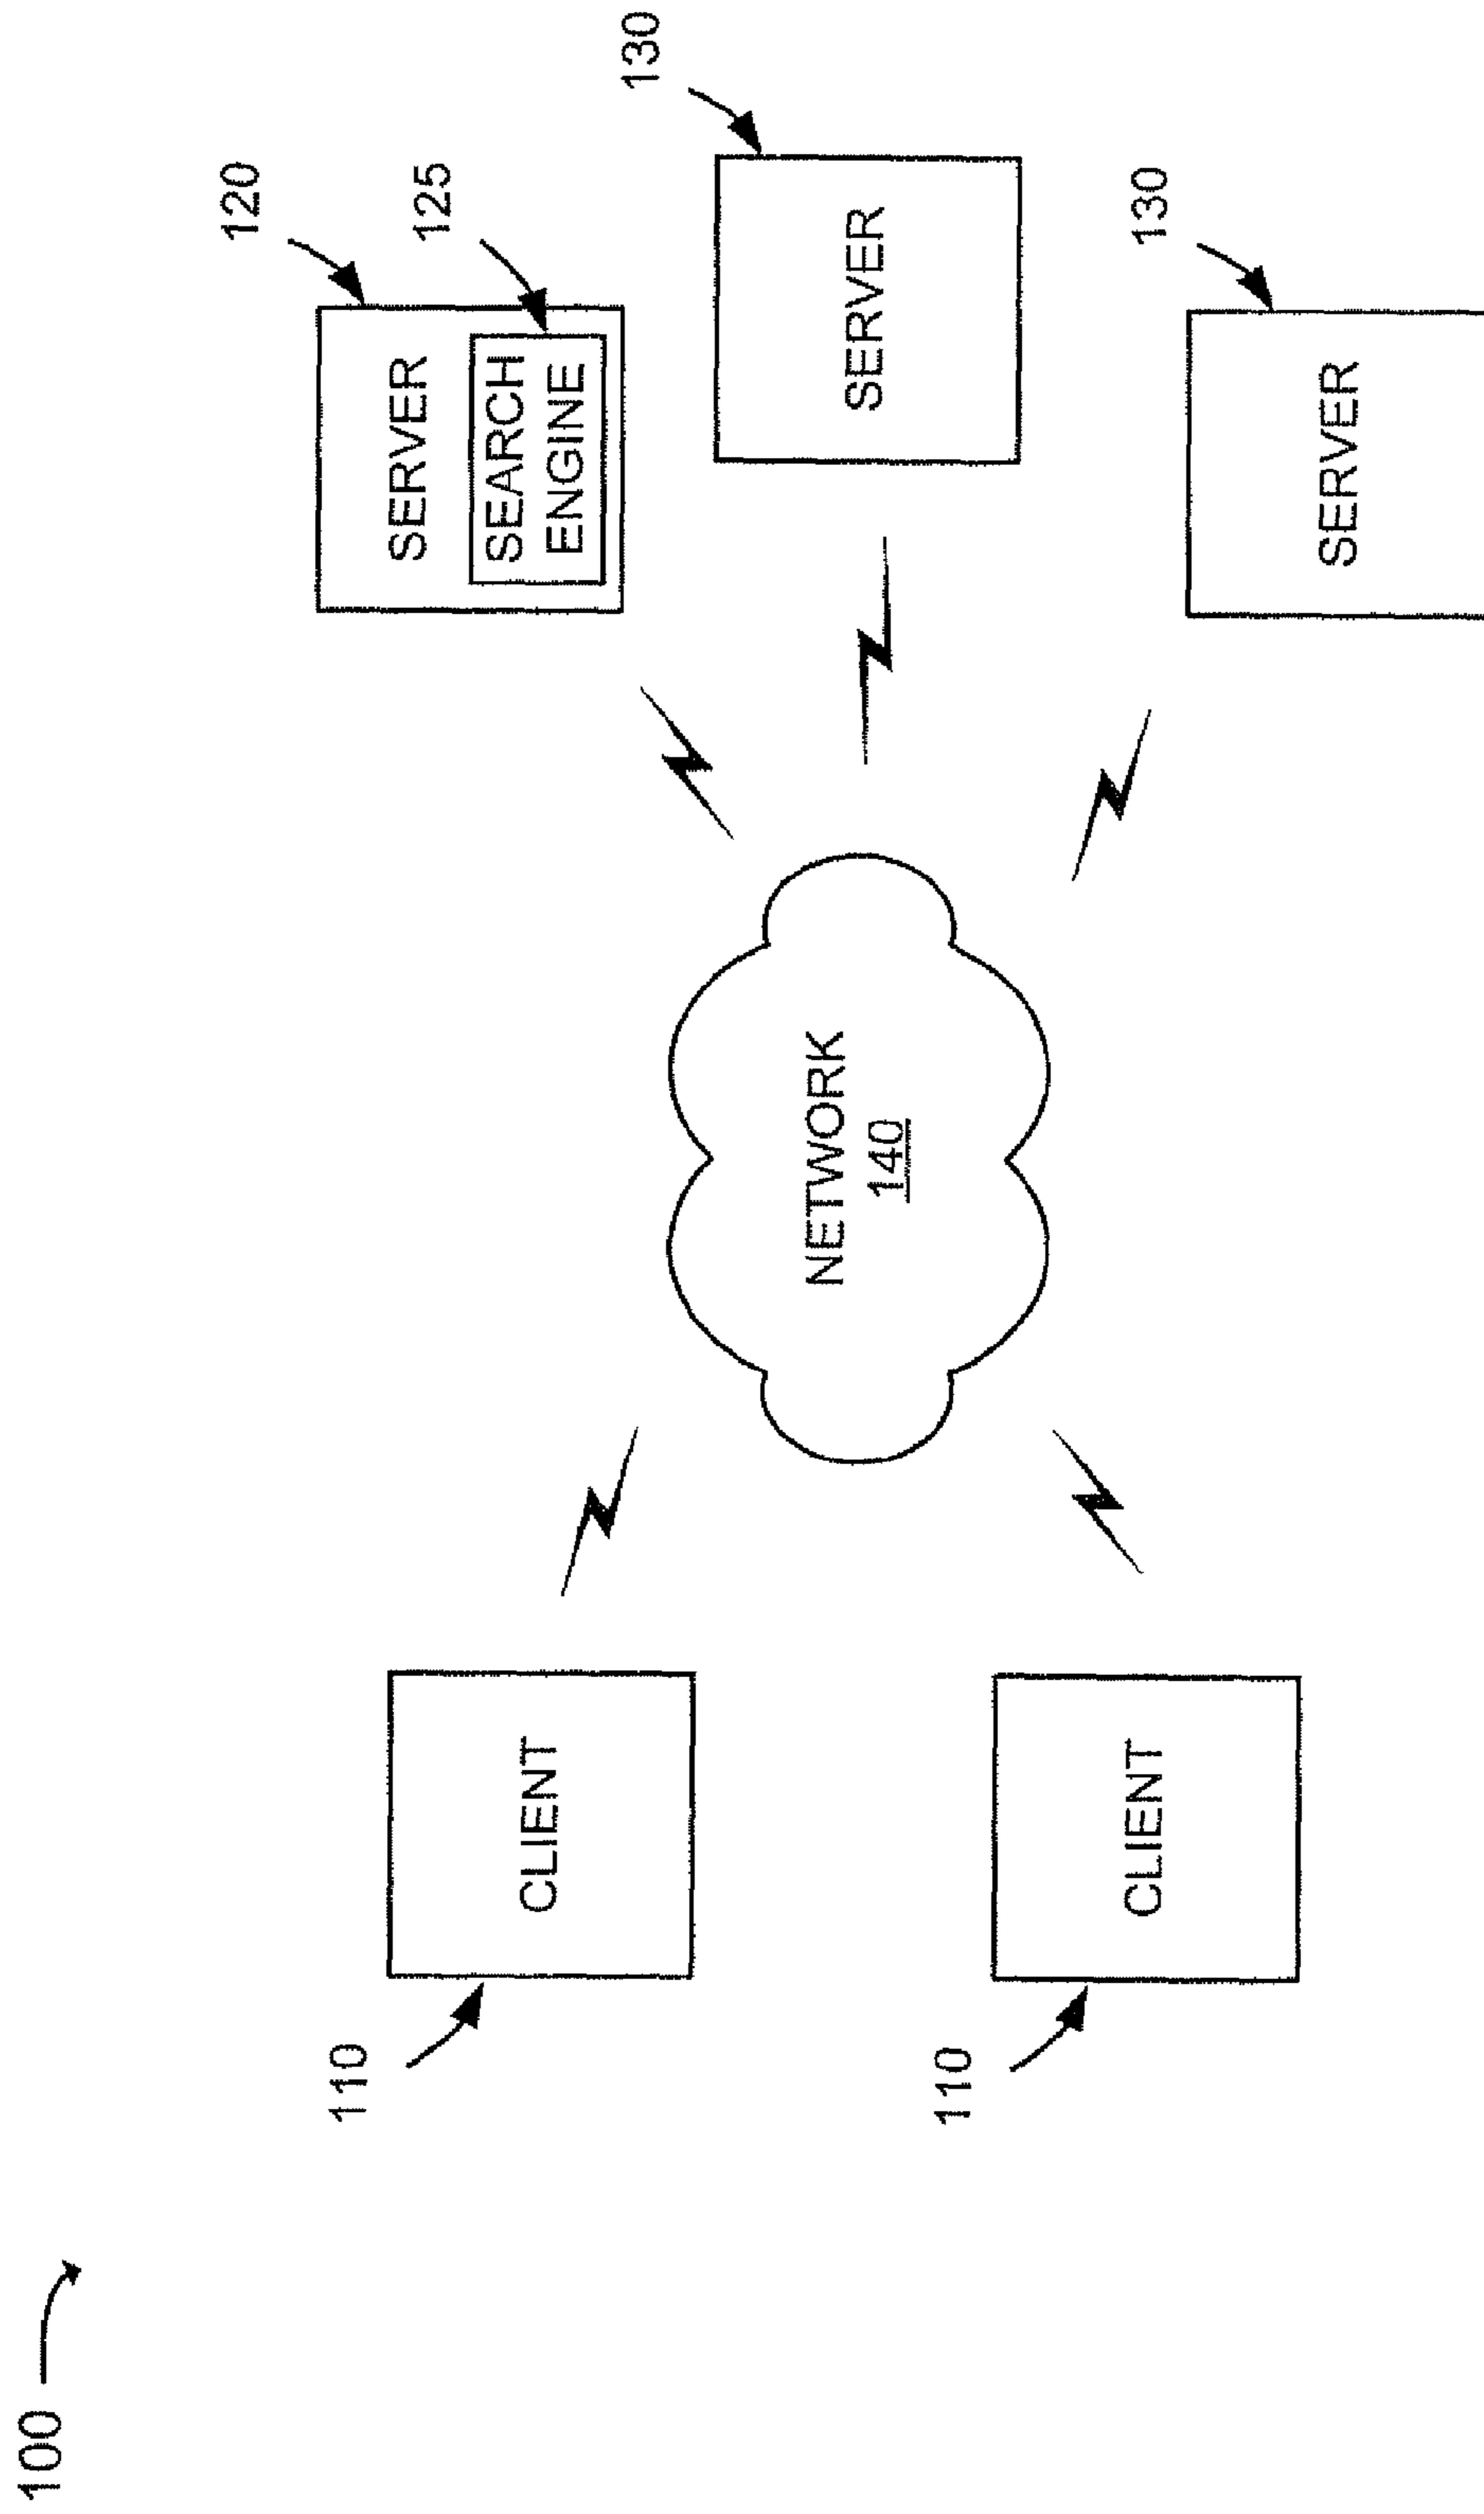 100
110
CLIENT
110
CLIENT
NETWORK
140
120
SERVER
125
SEARCH
ENGINE
130
SERVER
130
SERVER